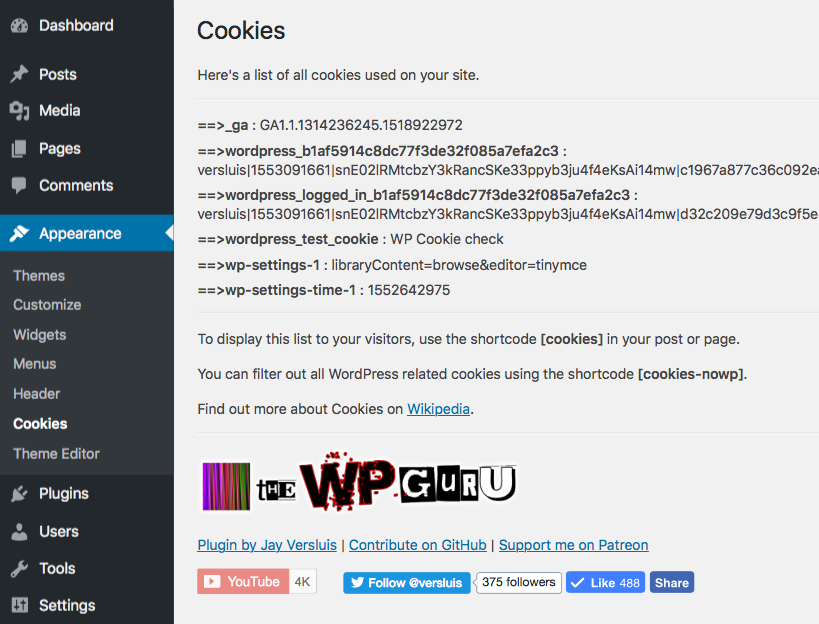 Dashboard
Posts
Media
Pages
Comments
Appearance
Themes
Customize
Widgets
Menus
Header
Cookies
Theme Editor
Plugins
Users
Tools
Settings
Cookies
Here's a list of all cookies used on your site.
==>_ga : GA1.1.1314236245.1518922972
==>wordpress_b1af5914c8dc77f3de32f085a7efa2c3 :
versluis|1553091661|snE02lRMtcbzY3kRancSKe33ppyb3ju4f4eKsAi14mw|c1967a877c36c092ea
==>wordpress_logged_in_b1af5914c8dc77f3de32f085a7efa2c3 :
versluis|1553091661|snE02lRMtcbzY3kRancSKe33ppyb3ju4f4eKsAi14mw|d32c209e79d3c9f5e
==>wordpress_test_cookie : WP Cookie check
==>wp-settings-1 : libraryContent=browse&editor=tinymce
==>wp-settings-time-1 : 1552642975
To display this list to your visitors, use the shortcode [cookies] in your post or page.
You can filter out all WordPress related cookies using the shortcode [cookies-nowp].
Find out more about Cookies on Wikipedia.
tHE WPGURU
Plugin by Jay Versluis | Contribute on GitHub | Support me on Patreon
YouTube 4K Follow @versluis 375 followers Like 488 Share